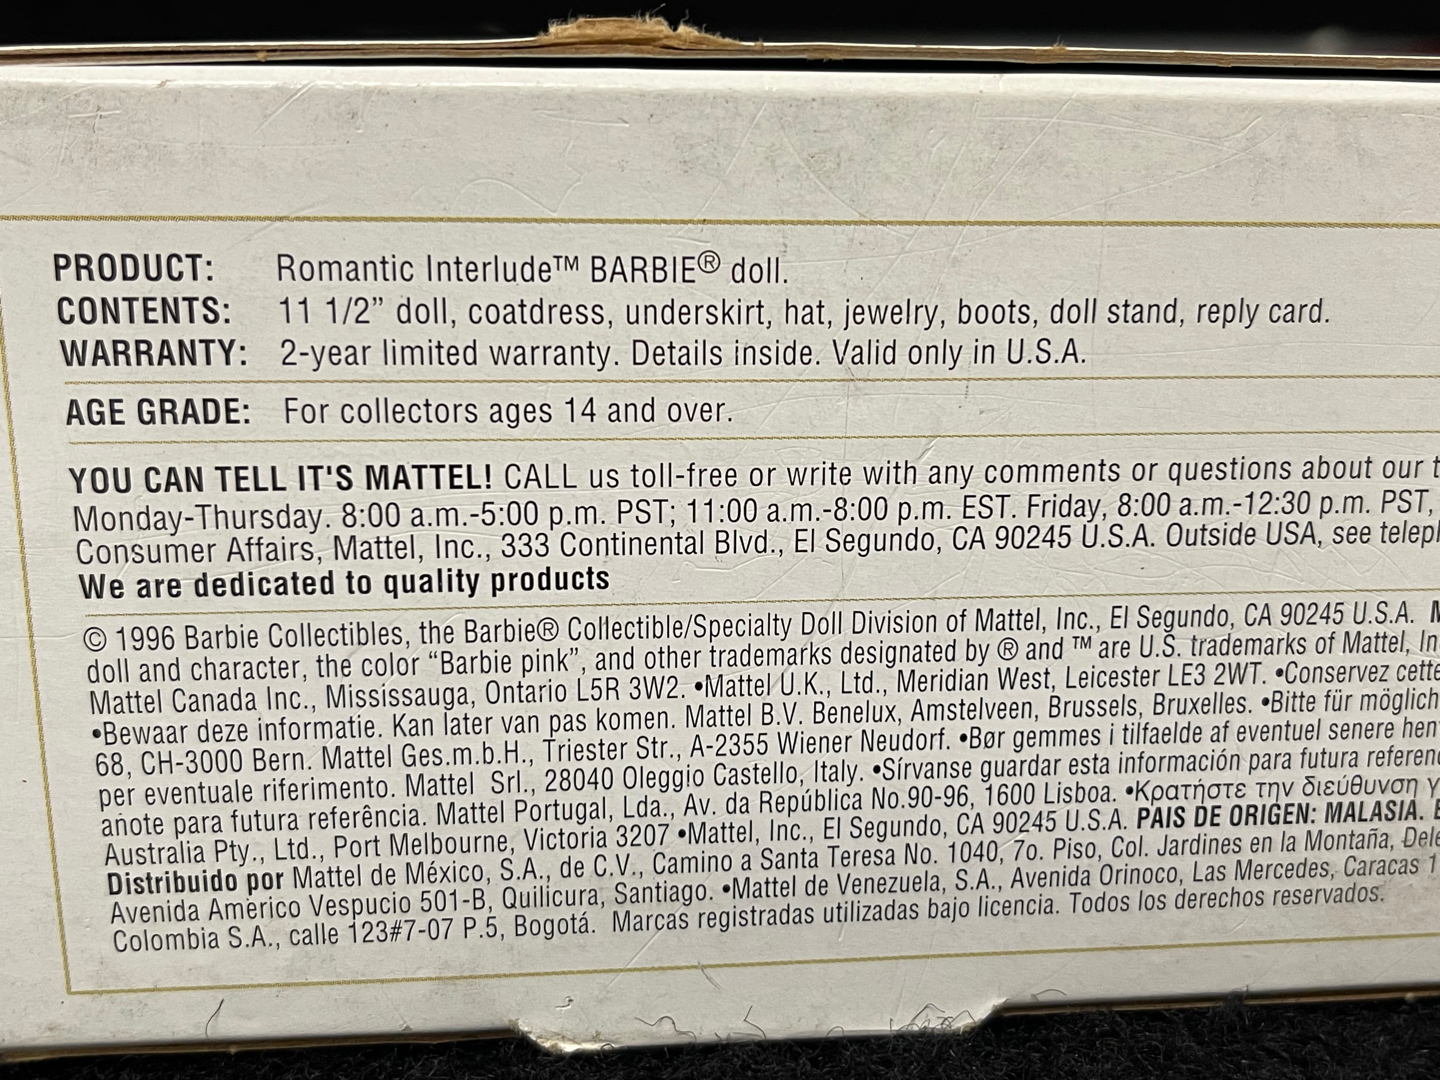 PRODUCT: Romantic Interlude™ BARBIE® doll.
CONTENTS: 11 1/2” doll, coatdress, underskirt, hat, jewelry, boots, doll stand, reply card.
WARRANTY: 2-year limited warranty. Details inside. Valid only in U.S.A.
AGE GRADE: For collectors ages 14 and over.
YOU CAN TELL IT'S MATTEL! CALL us toll-free or write with any comments or questions about our
Monday-Thursday. 8:00 a.m.-5:00 p.m. PST; 11:00 a.m.-8:00 p.m. EST. Friday, 8:00 a.m.-12:30 p.m. PST,
Consumer Affairs, Mattel, Inc., 333 Continental Blvd., El Segundo, CA 90245 U.S.A. Outside USA, see
We are dedicated to quality products
© 1996 Barbie Collectibles, the Barbie® Collectible/Specialty Doll Division of Mattel, Inc., El Segundo, CA 90245 U.S.A.
doll and character, the color “Barbie pink”, and other trademarks designated by ® and ™ are U.S. trademarks of Mattel,
Mattel Canada Inc., Mississauga, Ontario L5R 3W2. •Mattel U.K., Ltd., Meridian West, Leicester LE3 2WT. •Conservez cette
•Bewaar deze informatie. Kan later van pas komen. Mattel B.V. Benelux, Amstelveen, Brussels, Bruxelles. •Bitte für
68, CH-3000 Bern. Mattel Ges.m.b.H., Triester Str., A-2355 Wiener Neudorf. •Bør gemmes i tilfaelde af eventuel senere
per eventuale riferimento. Mattel Srl., 28040 Oleggio Castello, Italy. •Sírvanse guardar esta información para futura
anote para futura referência. Mattel Portugal, Lda., Av. da República No.90-96, 1600 Lisboa. •Κρατήστε την διεύθυνση
Australia Pty., Ltd., Port Melbourne, Victoria 3207 •Mattel, Inc., El Segundo, CA 90245 U.S.A. PAIS DE ORIGEN: MALASIA.
Distribuido por Mattel de México, S.A., de C.V., Camino a Santa Teresa No. 1040, 7o. Piso, Col. Jardines en la Montaña,
Avenida Américo Vespucio 501-B, Quilicura, Santiago. •Mattel de Venezuela, S.A., Avenida Orinoco, Las Mercedes, Caracas
Colombia S.A., calle 123#7-07 P.5, Bogotá. Marcas registradas utilizadas bajo licencia. Todos los derechos reservados.